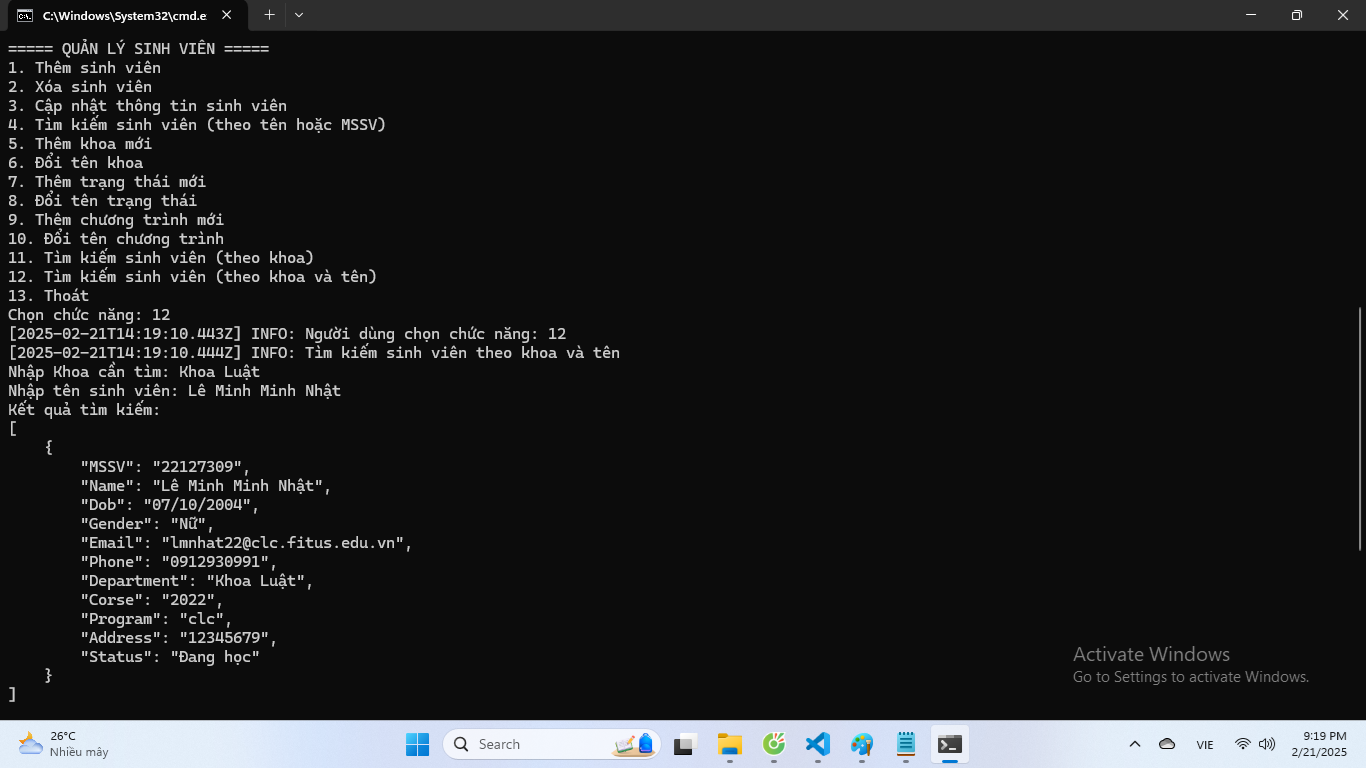 C:\Windows\System32\cmd.e
===== QUẢN LÝ SINH VIÊN =====
1. Thêm sinh viên
2. Xóa sinh viên
3. Cập nhật thông tin sinh viên
4. Tìm kiếm sinh viên (theo tên hoặc MSSV)
5. Thêm khoa mới
6. Đổi tên khoa
7. Thêm trạng thái mới
8. Đổi tên trạng thái
9. Thêm chương trình mới
10. Đổi tên chương trình
11. Tìm kiếm sinh viên (theo khoa)
12. Tìm kiếm sinh viên (theo khoa và tên)
13. Thoát
Chọn chức năng: 12
[2025-02-21T14:19:10.443Z] INFO: Người dùng chọn chức năng: 12
[2025-02-21T14:19:10.444Z] INFO: Tìm kiếm sinh viên theo khoa và tên
Nhập Khoa cần tìm: Khoa Luật
Nhập tên sinh viên: Lê Minh Minh Nhật
Kết quả tìm kiếm:
[
    {
        "MSSV": "22127309",
        "Name": "Lê Minh Minh Nhật",
        "Dob": "07/10/2004",
        "Gender": "Nữ",
        "Email": "lmnhat22@clc.fitus.edu.vn",
        "Phone": "0912930991",
        "Department": "Khoa Luật",
        "Corse": "2022",
        "Program": "clc",
        "Address": "12345679",
        "Status": "Đang học"
    }
]
Activate Windows
Go to Settings to activate Windows.
26°C
Nhiều mây
Search
VIE
9:19 PM
2/21/2025